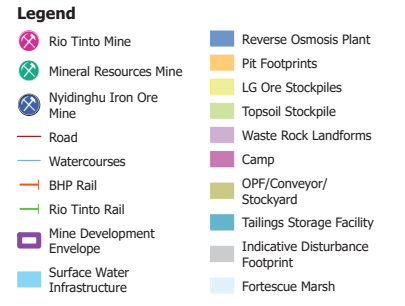 Legend
Rio Tinto Mine
Mineral Resources Mine
Nyidinghu Iron Ore
Mine
Road
Watercourses
BHP Rail
Rio Tinto Rail
Mine Development
Envelope
Surface Water
Infrastructure
Reverse Osmosis Plant
Pit Footprints
LG Ore Stockpiles
Topsoil Stockpile
Waste Rock Landforms
Camp
OPF/Conveyor/
Stockyard
Tailings Storage Facility
Indicative Disturbance
Footprint
Fortescue Marsh